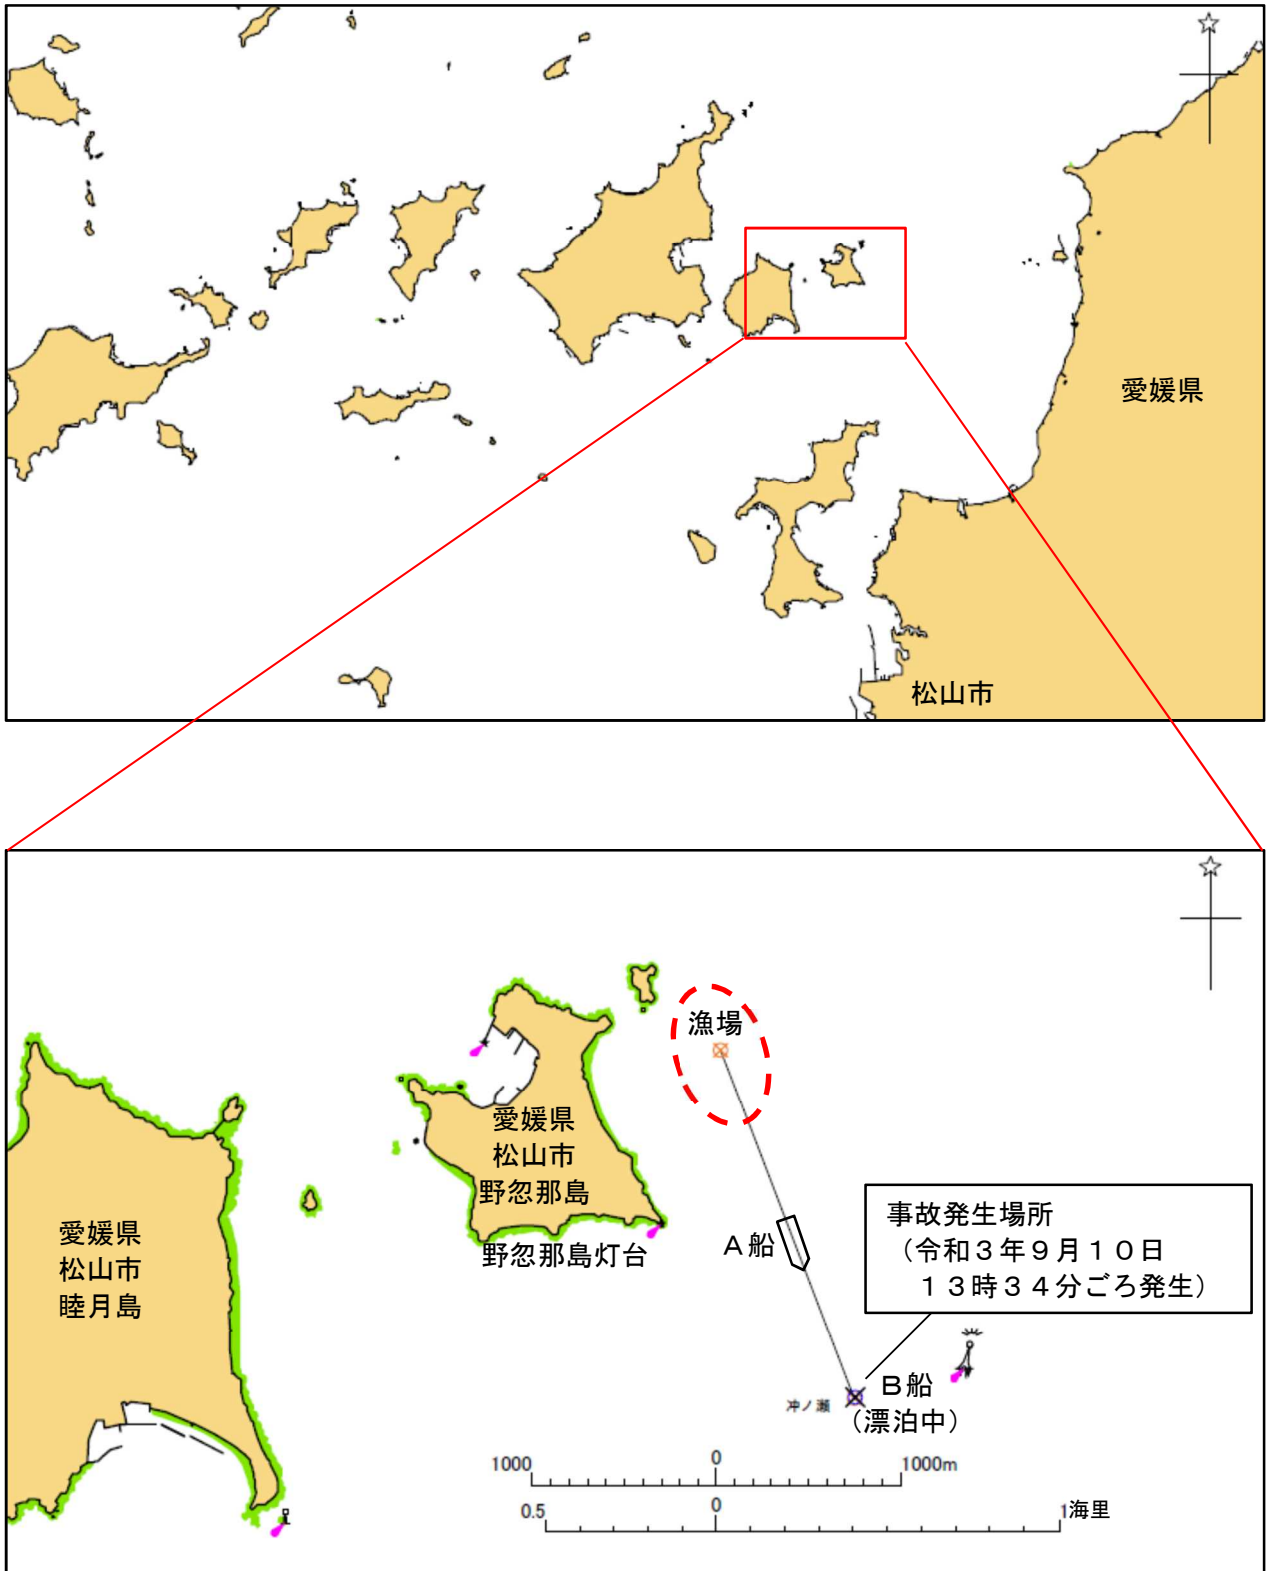 愛媛県
松山市
漁場
愛媛県
松山市
野忽那島
野忽那島灯台
愛媛県
松山市
睦月島
A船
事故発生場所
（令和３年９月１０日
１３時３４分ごろ発生）
沖ノ瀬
B船
（漂泊中）
1000 0 1000m
0.5 0 1海里